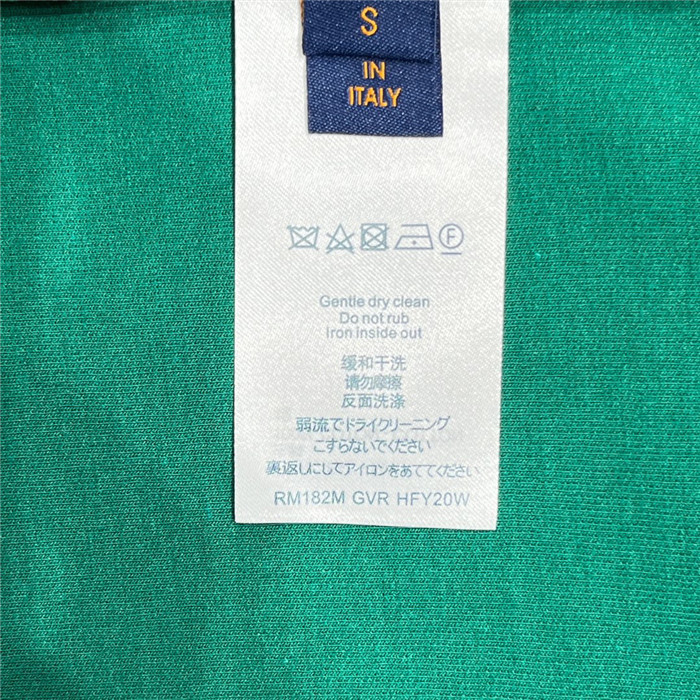 S
IN
ITALY
F
Gentle dry clean
Do not rub
Iron inside out
缓和干洗
请勿摩擦
反面洗涤
弱流でドライクリーニング
こすらないでください
裏返しにしてアイロンをあててください
RM182M GVR HFY20W